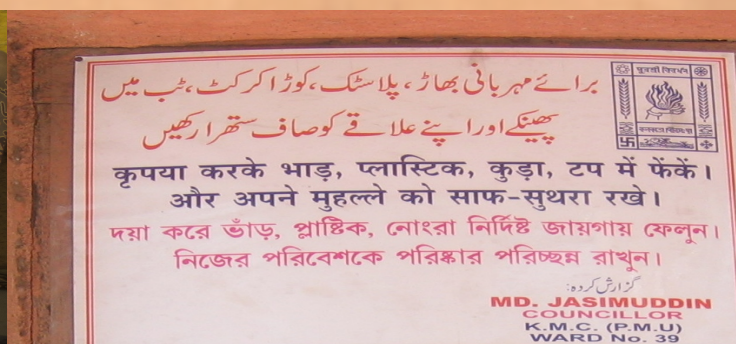 برائے مہربانی بھاڑ، پلاسٹک، کوڑا کرکٹ، ٹب میں
پھینکے اور اپنے علاقے کو صاف ستھرا رکھیں
कृपया करके भाड़, प्लास्टिक, कुड़ा, टप में फेंकें।
और अपने मुहल्ले को साफ-सुथरा रखे।
দয়া করে ভাঁড়, প্লাষ্টিক, নোংরা নির্দিষ্ট জায়গায় ফেলুন।
নিজের পরিবেশকে পরিষ্কার পরিচ্ছন্ন রাখুন।
گزارش کردہ:
MD. JASIMUDDIN
COUNCILLOR
K.M.C. (P.M.U)
WARD No. 39